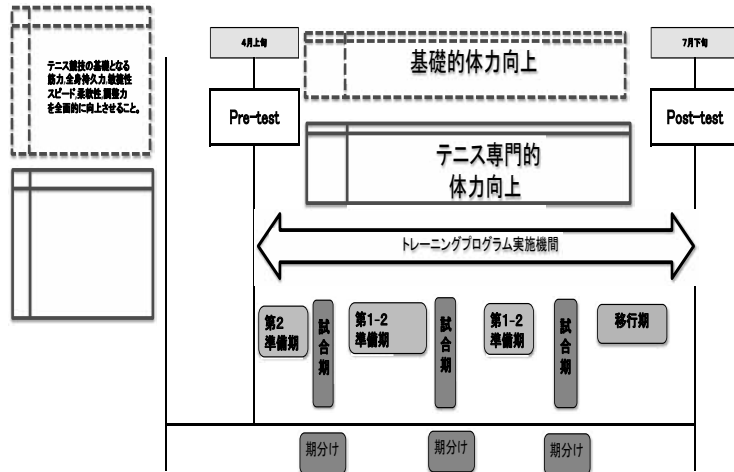 テニス競技の基礎となる
筋力,全身持久力,敏捷性
スピード,柔軟性,調整力
を全面的に向上させること。
4月上旬
基礎的体力向上
7月下旬
Pre-test
Post-test
テニス専門的
体力向上
トレーニングプログラム実施機間
第2
準備期
試合期
第1-2
準備期
試合期
第1-2
準備期
試合期
移行期
期分け
期分け
期分け